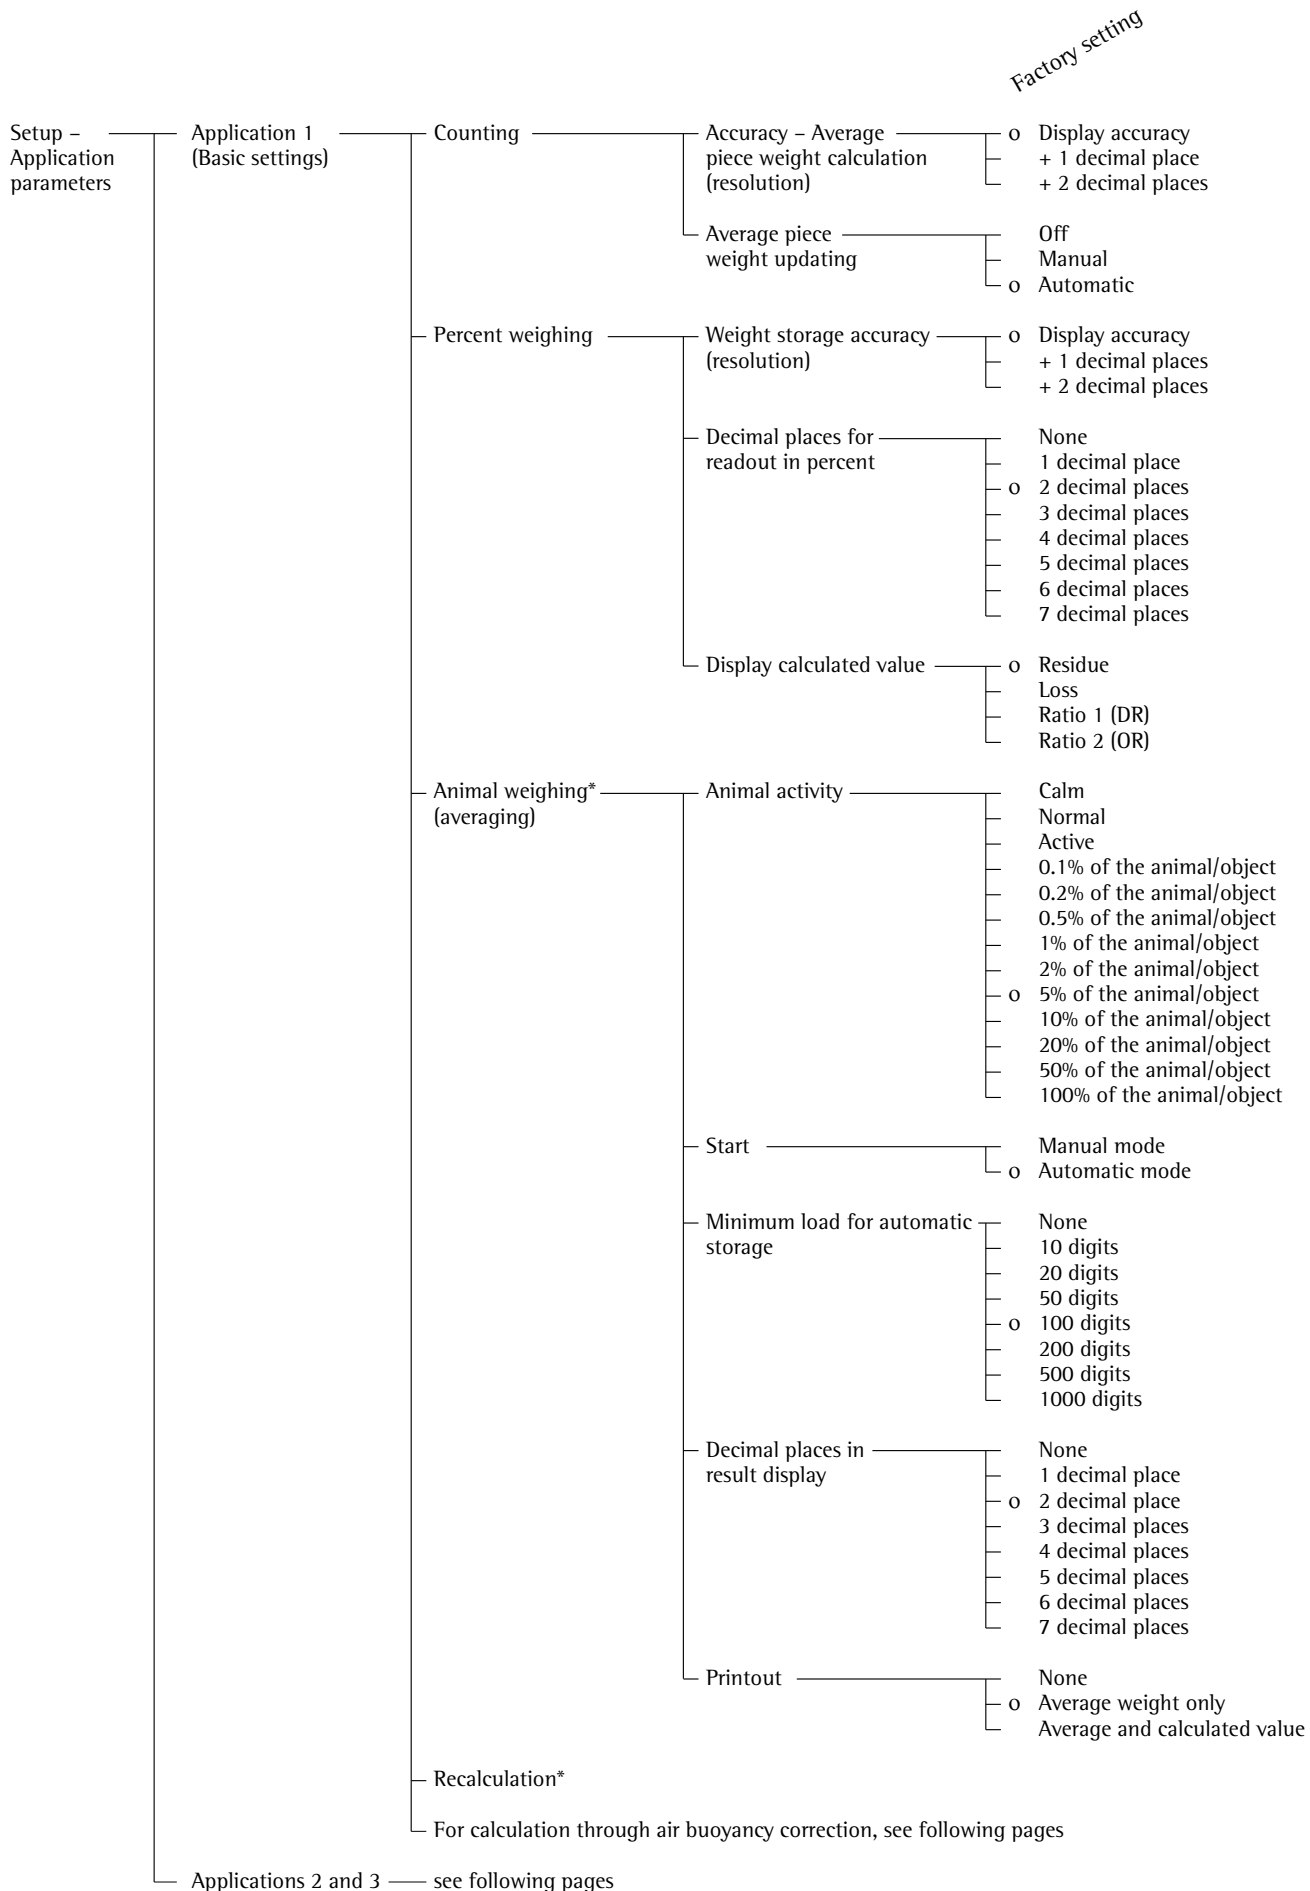 Factory setting
Setup – Application 1 Counting Accuracy – Average o Display accuracy
Application (Basic settings) piece weight calculation + 1 decimal place
parameters (resolution) + 2 decimal places
Average piece Off
weight updating Manual
o Automatic
Percent weighing Weight storage accuracy o Display accuracy
(resolution) + 1 decimal places
+ 2 decimal places
Decimal places for None
readout in percent 1 decimal place
o 2 decimal places
3 decimal places
4 decimal places
5 decimal places
6 decimal places
7 decimal places
Display calculated value o Residue
Loss
Ratio 1 (DR)
Ratio 2 (OR)
Animal weighing* Animal activity Calm
(averaging) Normal
Active
0.1% of the animal/object
0.2% of the animal/object
0.5% of the animal/object
1% of the animal/object
2% of the animal/object
o 5% of the animal/object
10% of the animal/object
20% of the animal/object
50% of the animal/object
100% of the animal/object
Start Manual mode
o Automatic mode
Minimum load for automatic None
storage 10 digits
20 digits
50 digits
o 100 digits
200 digits
500 digits
1000 digits
Decimal places in None
result display 1 decimal place
o 2 decimal place
3 decimal places
4 decimal places
5 decimal places
6 decimal places
7 decimal places
Printout None
o Average weight only
Average and calculated value
Recalculation*
For calculation through air buoyancy correction, see following pages
Applications 2 and 3 see following pages